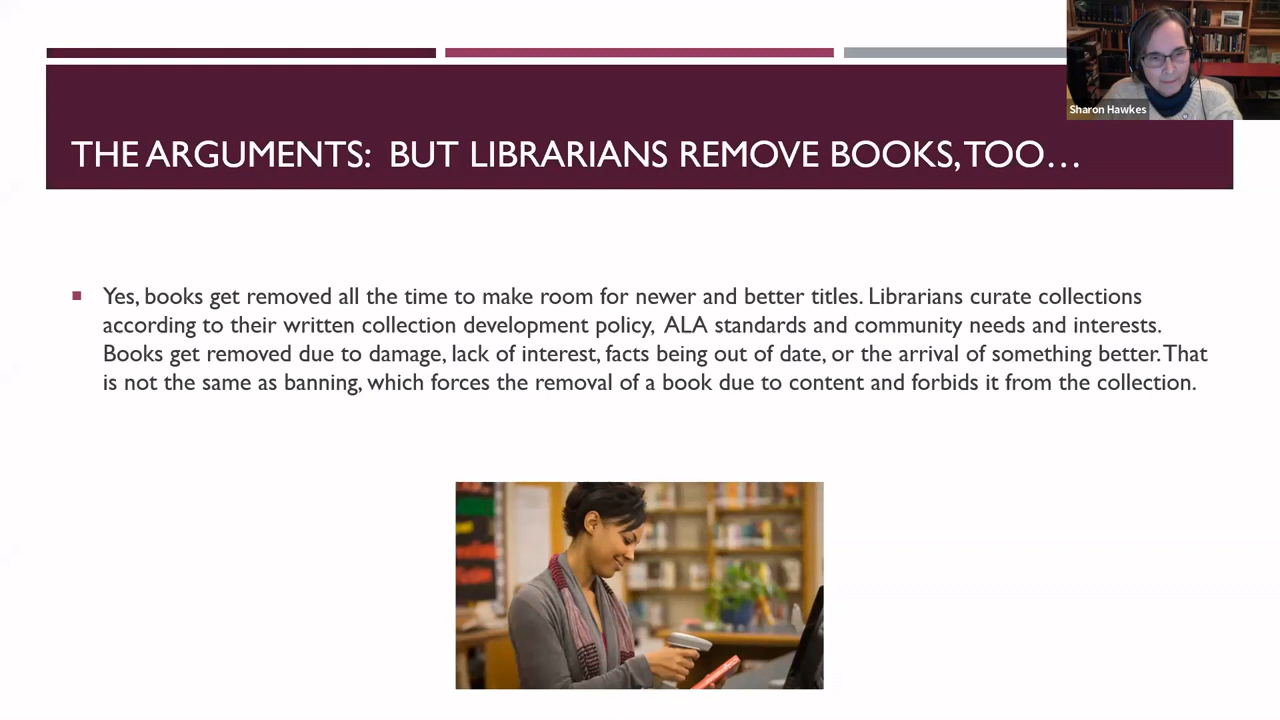 Sharon Hawkes
THE ARGUMENTS: BUT LIBRARIANS REMOVE BOOKS, TOO...
Yes, books get removed all the time to make room for newer and better titles. Librarians curate collections
according to their written collection development policy, ALA standards and community needs and interests.
Books get removed due to damage, lack of interest, facts being out of date, or the arrival of something better. That
is not the same as banning, which forces the removal of a book due to content and forbids it from the collection.